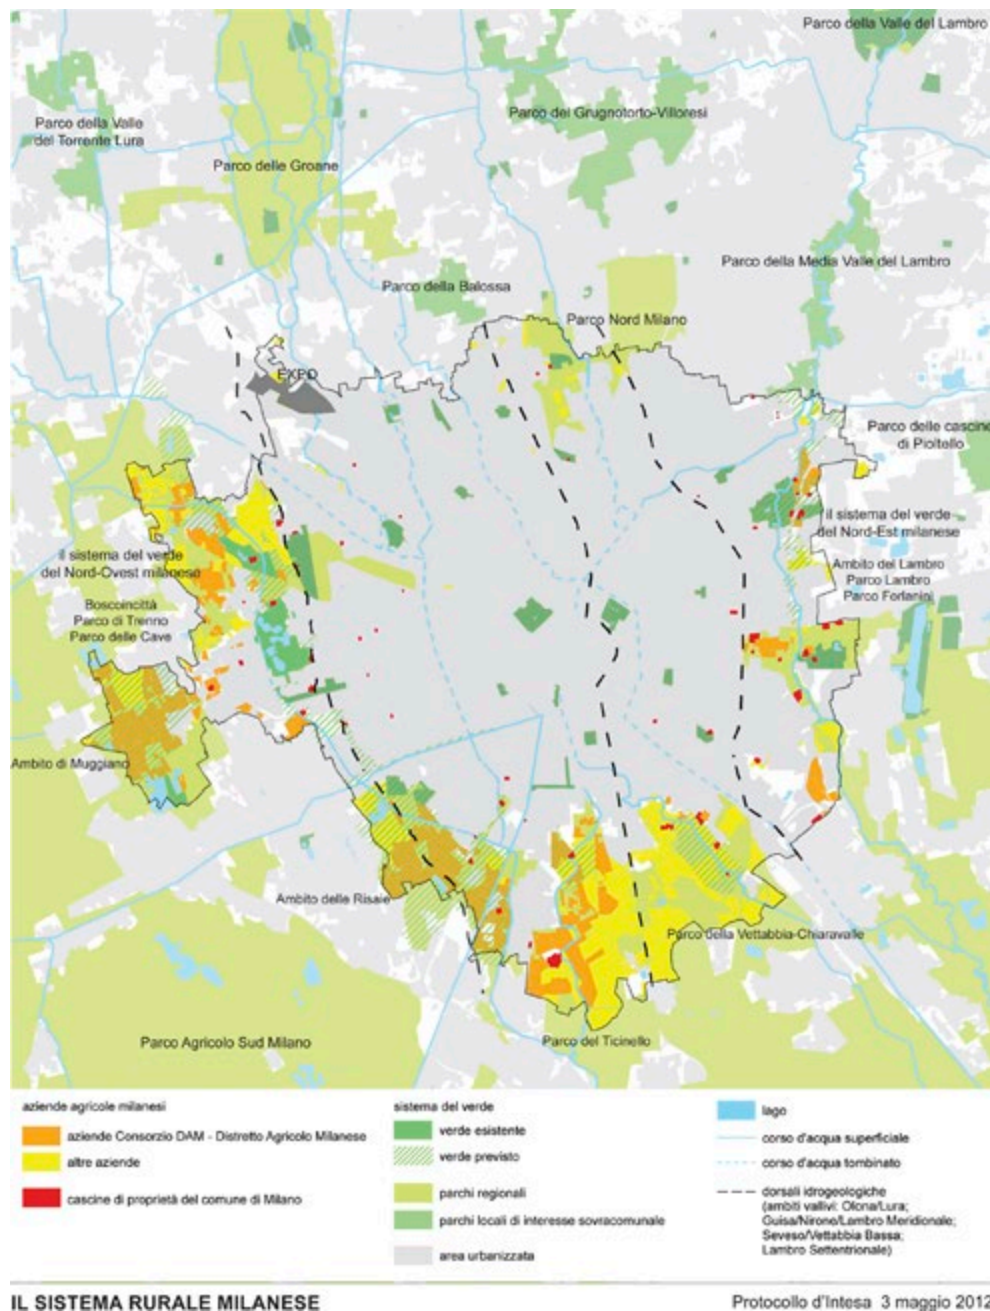 Parco della Valle del Lambro
Parco dei Grugnotorto-Villoresi
Parco della Valle
del Torrente Lura
Parco delle Groane
Parco della Media Valle del Lambro
Parco della Balossa
Parco Nord Milano
EXPO
Parco delle cascine
di Pioltello
il sistema del verde
del Nord-Est milanese
il sistema del verde
del Nord-Ovest milanese
Ambito del Lambro
Parco Lambro
Parco Forlanini
Boscoincittà
Parco di Trenno
Parco delle Cave
Ambito di Muggiano
Ambito delle Risaie
Parco della Vettabbia-Chiaravalle
Parco Agricolo Sud Milano
Parco del Ticinello
aziende agricole milanesi
aziende Consorzio DAM - Distretto Agricolo Milanese
altre aziende
cascine di proprietà del comune di Milano
sistema del verde
verde esistente
verde previsto
parchi regionali
parchi locali di interesse sovracomunale
area urbanizzata
lago
corso d'acqua superficiale
corso d'acqua tombinato
dorsali idrogeologiche
(ambiti vallivi: Olona/Lura;
Guisa/Nirone/Lambro Meridionale;
Seveso/Vettabbia Bassa;
Lambro Settentrionale)
IL SISTEMA RURALE MILANESE
Protocollo d'Intesa 3 maggio 2012